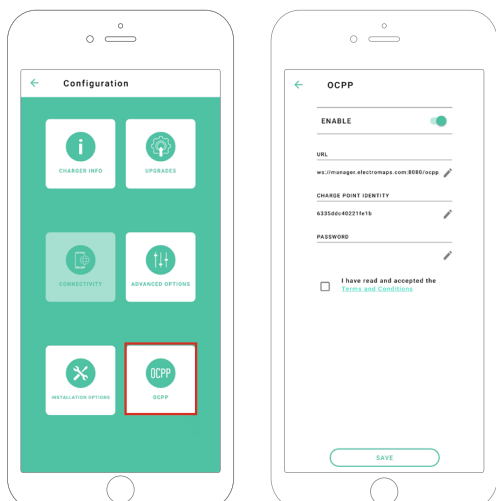 Configuration
CHARGER INFO
UPGRADES
CONNECTIVITY
ADVANCED OPTIONS
INSTALLATION OPTIONS
OCPP
OCPP
OCPP
ENABLE
URL
ws://manager.electromaps.com:8080/ocpp
CHARGE POINT IDENTITY
6335ddc40221fe1b
PASSWORD
I have read and accepted the
Terms and Conditions
SAVE